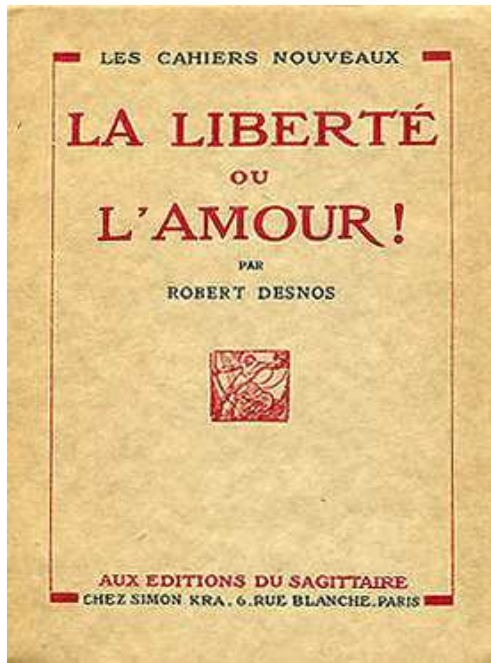 LES CAHIERS NOUVEAUX
LA LIBERTÉ
OU
L'AMOUR !
PAR
ROBERT DESNOS
AUX EDITIONS DU SAGITTAIRE
CHEZ SIMON KRA. 6. RUE BLANCHE. PARIS